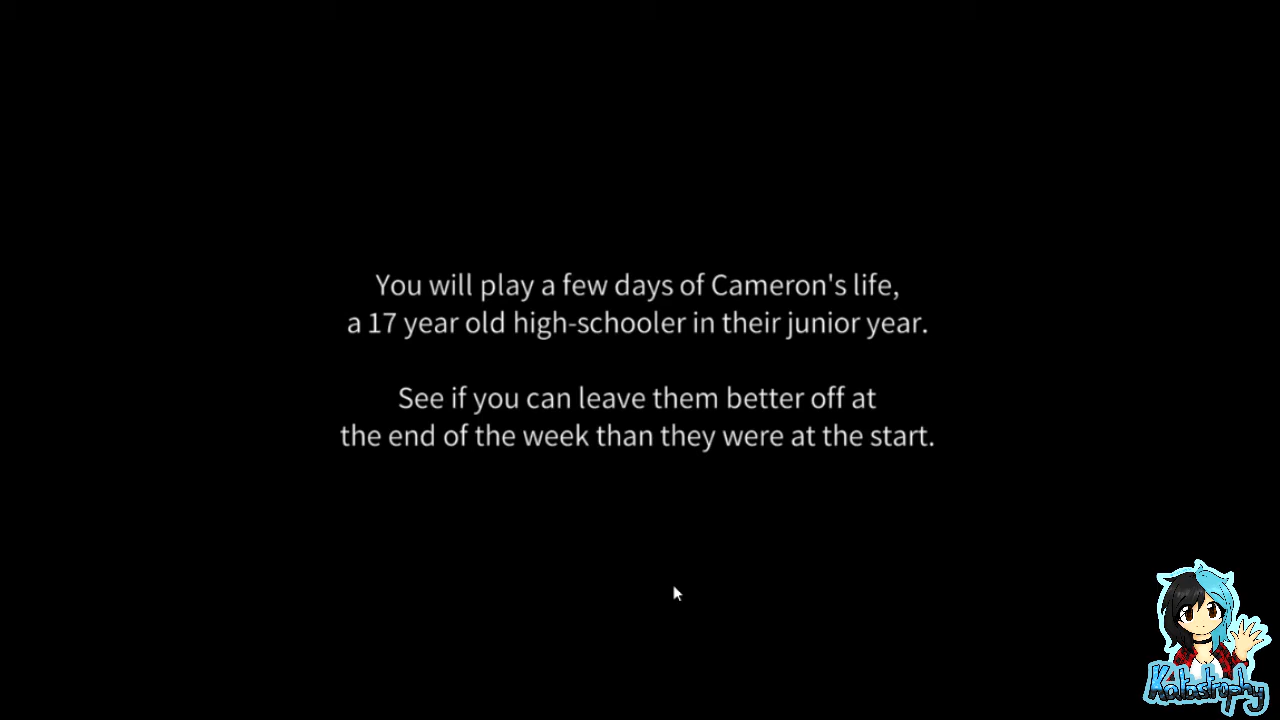 You will play a few days of Cameron's life,
a 17 year old high-schooler in their junior year.
See if you can leave them better off at
the end of the week than they were at the start.
Katastrophy